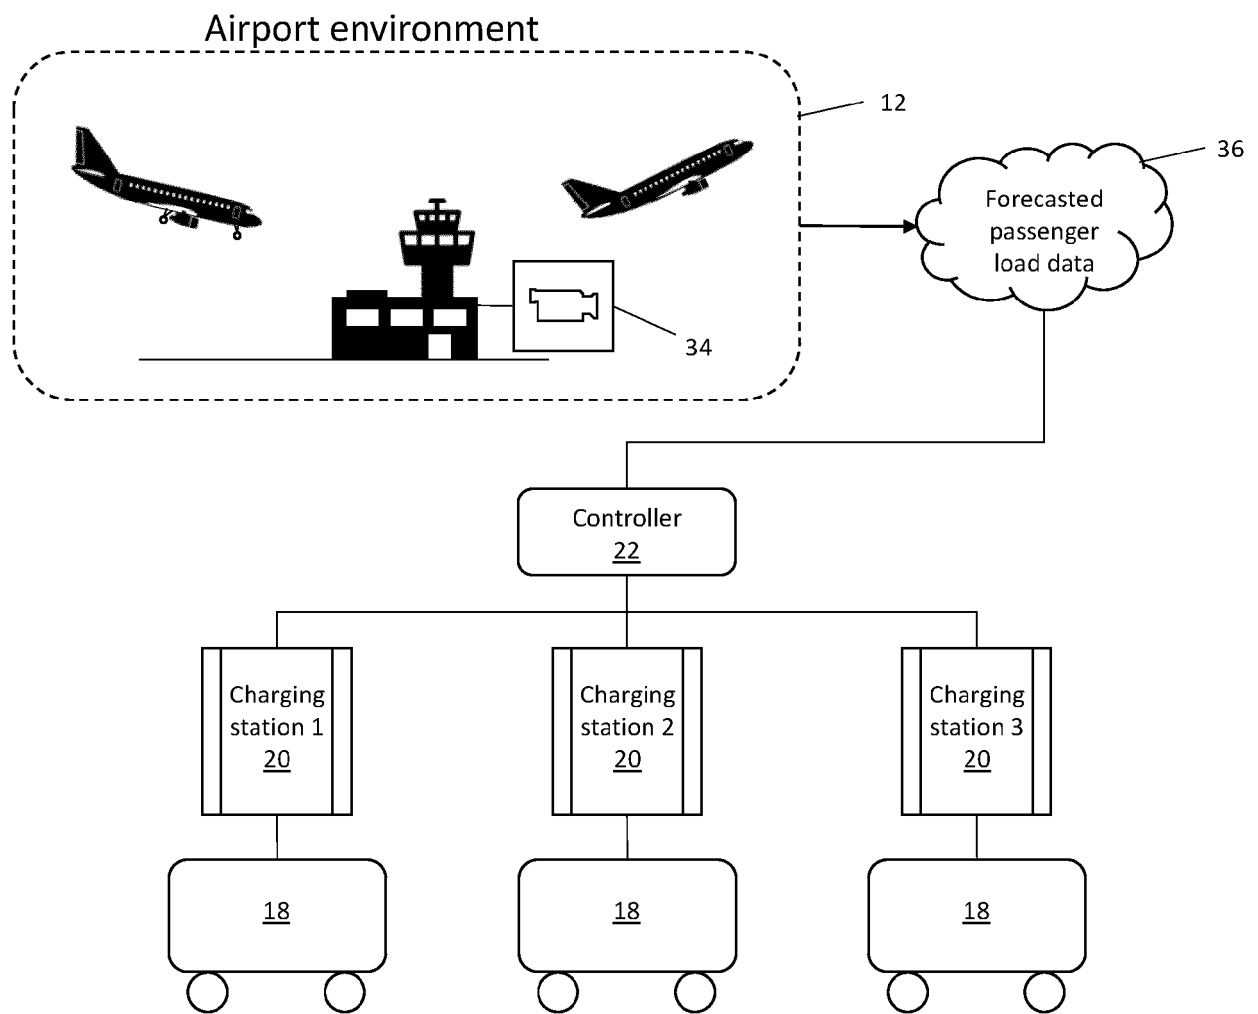 Airport environment
12
36
Forecasted
passenger
load data
34
Controller
22
Charging
station 1
20
Charging
station 2
20
Charging
station 3
20
18
18
18